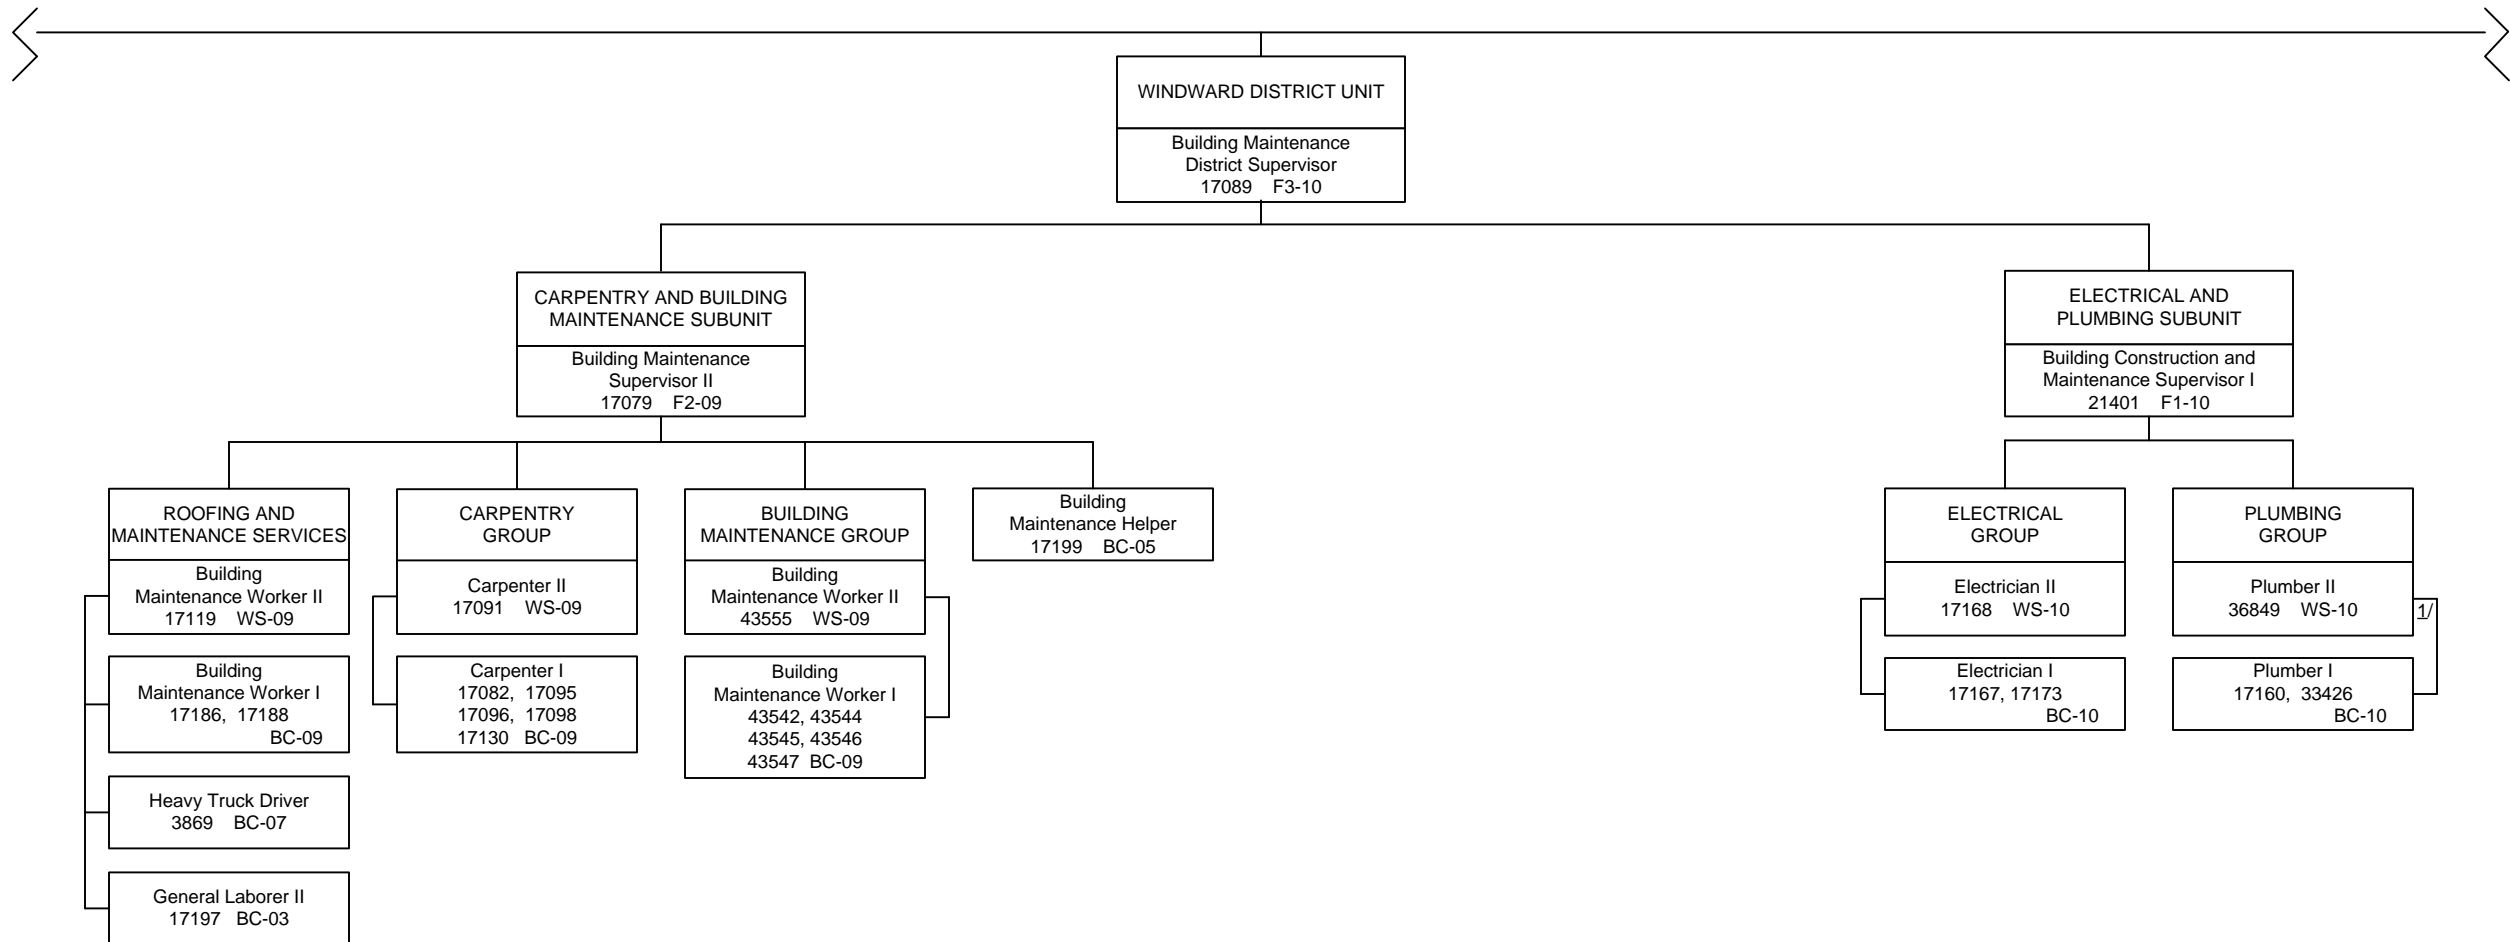 WINDWARD DISTRICT UNIT
Building Maintenance
District Supervisor
17089 F3-10
CARPENTRY AND BUILDING
MAINTENANCE SUBUNIT
Building Maintenance
Supervisor II
17079 F2-09
ELECTRICAL AND
PLUMBING SUBUNIT
Building Construction and
Maintenance Supervisor I
21401 F1-10
ROOFING AND
MAINTENANCE SERVICES
Building
Maintenance Worker II
17119 WS-09
Building
Maintenance Worker I
17186, 17188
BC-09
Heavy Truck Driver
3869 BC-07
General Laborer II
17197 BC-03
CARPENTRY
GROUP
Carpenter II
17091 WS-09
Carpenter I
17082, 17095
17096, 17098
17130 BC-09
BUILDING
MAINTENANCE GROUP
Building
Maintenance Worker II
43555 WS-09
Building
Maintenance Worker I
43542, 43544
43545, 43546
43547 BC-09
Building
Maintenance Helper
17199 BC-05
ELECTRICAL
GROUP
Electrician II
17168 WS-10
Electrician I
17167, 17173
BC-10
PLUMBING
GROUP
Plumber II
36849 WS-10
1/
Plumber I
17160, 33426
BC-10